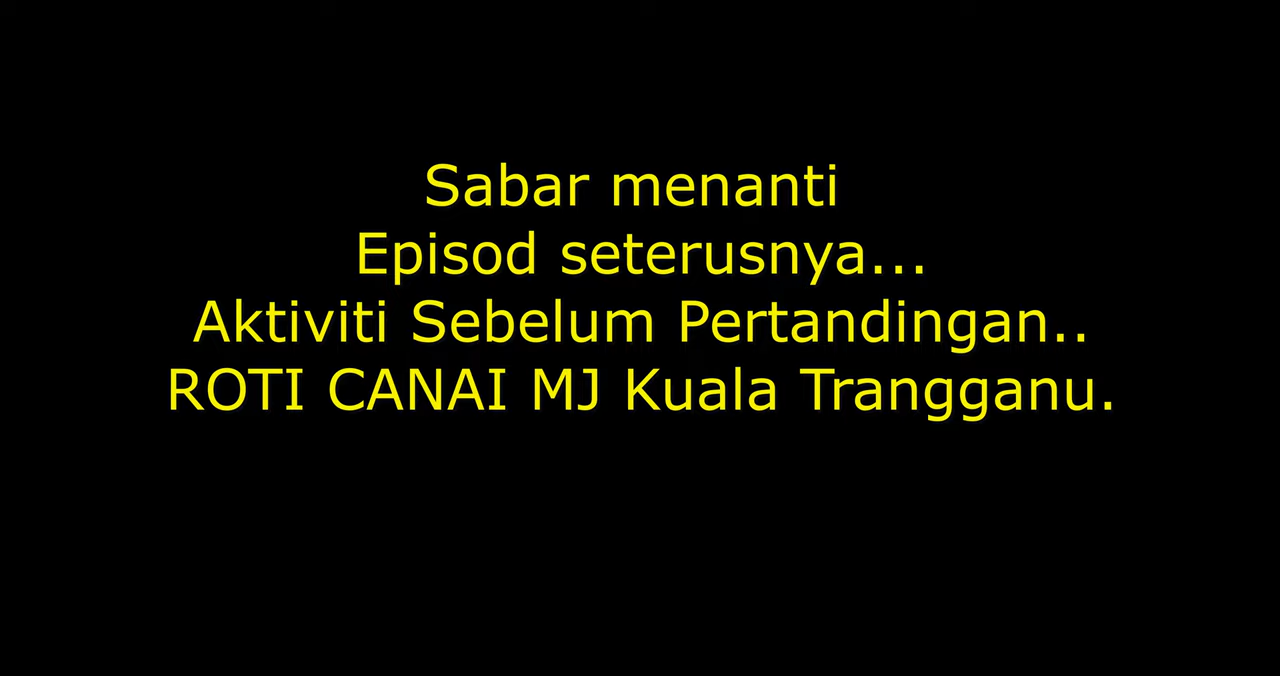 Sabar menanti
Episod seterusnya...
Aktiviti Sebelum Pertandingan..
ROTI CANAI MJ Kuala Trangganu.